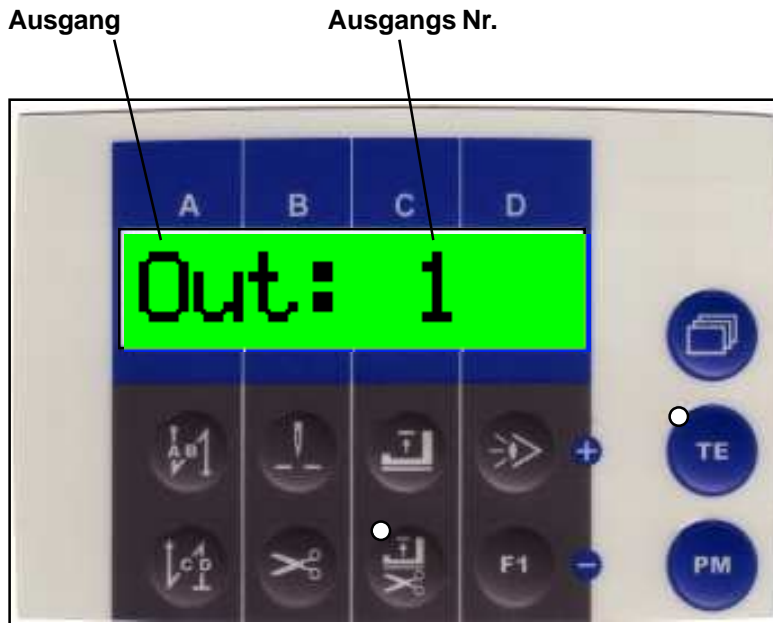 Ausgang Ausgangs Nr.
A B C D
Out: 1
A B
+
TE
C D
F1
-
PM